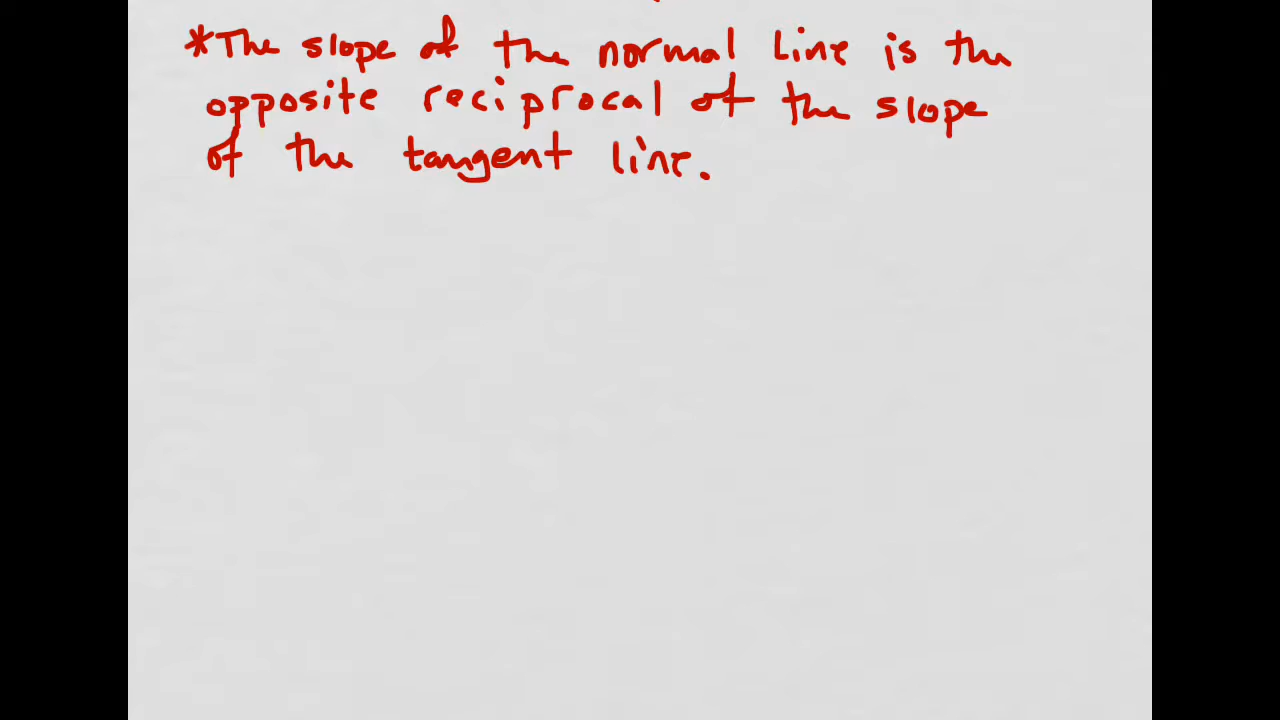 *The slope of the normal line is the
opposite reciprocal of the slope
of the tangent line.